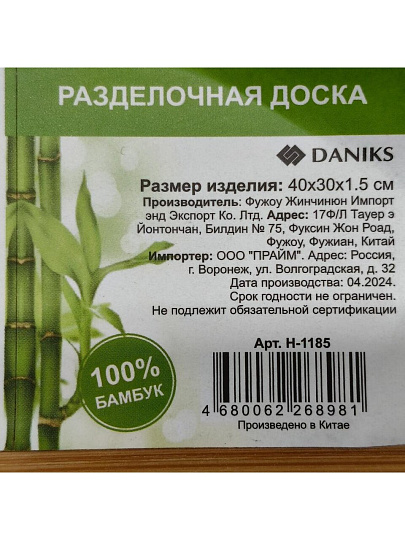 РАЗДЕЛОЧНАЯ ДОСКА
DANIKS
Размер изделия: 40х30х1.5 см
Производитель: Фужоу Жинчинюн Импорт
энд Экспорт Ко. Лтд. Адрес: 17Ф/Л Тауер э
Йонтончан, Билдин № 75, Фуксин Жон Роад,
Фужоу, Фужиан, Китай
Импортер: ООО "ПРАЙМ". Адрес: Россия,
г. Воронеж, ул. Волгоградская, д. 32
Дата производства: 04.2024.
Срок годности не ограничен.
Не подлежит обязательной сертификации
Арт. Н-1185
100%
БАМБУК
4 680062 268981
Произведено в Китае